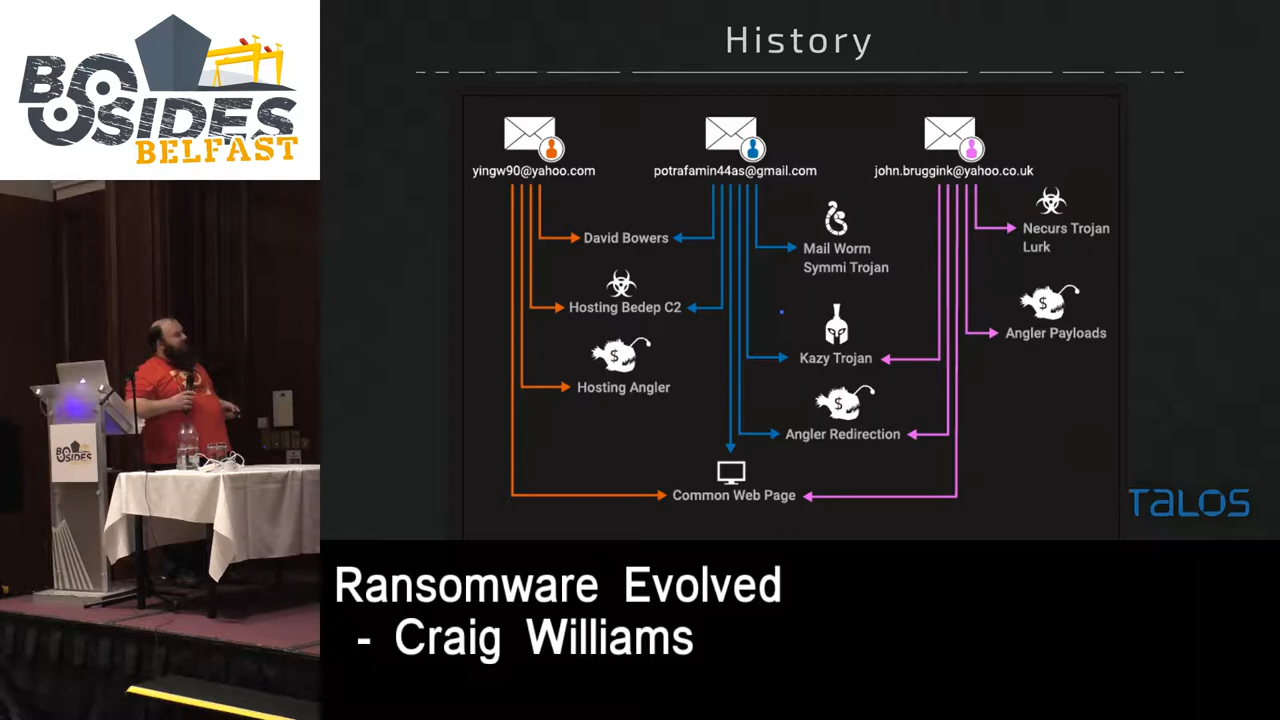 BSIDES
BELFAST
History
yingw90@yahoo.com
potrafamin44as@gmail.com
john.bruggink@yahoo.co.uk
David Bowers
Mail Worm
Symmi Trojan
Necurs Trojan
Lurk
Hosting Bedep C2
Angler Payloads
Kazy Trojan
Hosting Angler
Angler Redirection
Common Web Page
TALOS
BSIDES
Ransomware Evolved
- Craig Williams